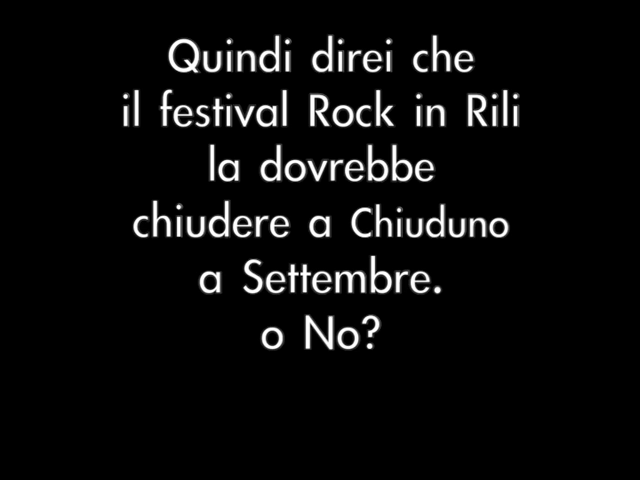 Quindi direi che
il festival Rock in Rili
la dovrebbe
chiudere a Chiuduno
a Settembre.
o No?